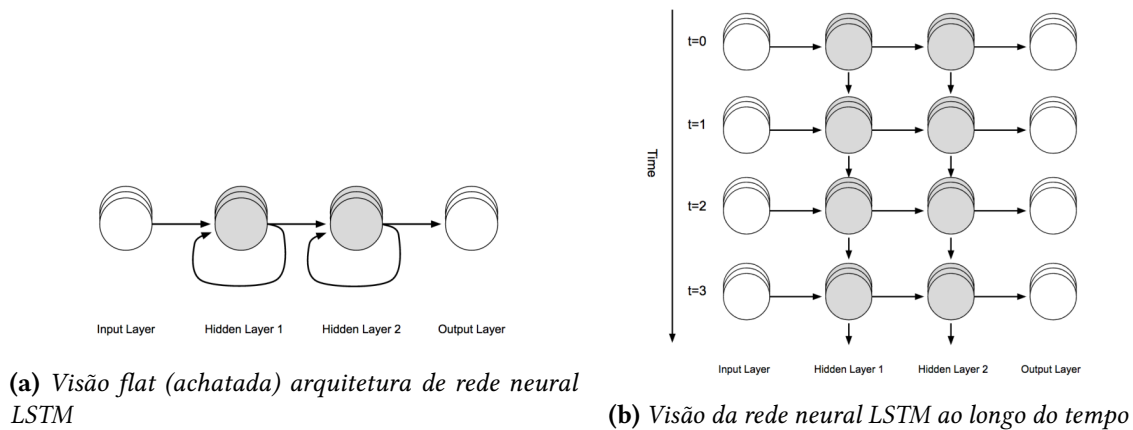 Input Layer
Hidden Layer 1
Hidden Layer 2
Output Layer
(a) Visão flat (achatada) arquitetura de rede neural
LSTM
Time
t=0
t=1
t=2
t=3
Input Layer
Hidden Layer 1
Hidden Layer 2
Output Layer
(b) Visão da rede neural LSTM ao longo do tempo